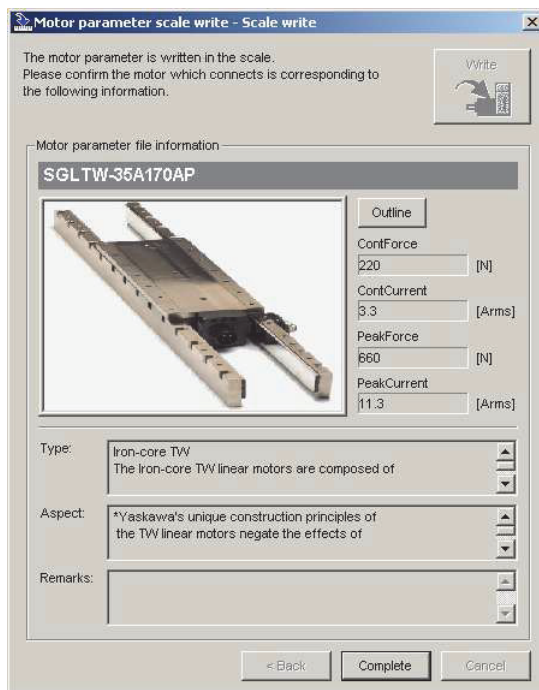 Motor parameter scale write - Scale write
The motor parameter is written in the scale.
Please confirm the motor which connects is corresponding to
the following information.
Write
Motor parameter file information
SGLTW-35A170AP
Outline
ContForce
220 [N]
ContCurrent
3.3 [Arms]
PeakForce
660 [N]
PeakCurrent
11.3 [Arms]
Type:
Iron-core TW
The Iron-core TW linear motors are composed of
Aspect:
*Yaskawa's unique construction principles of
the TW linear motors negate the effects of
Remarks:
< Back
Complete
Cancel